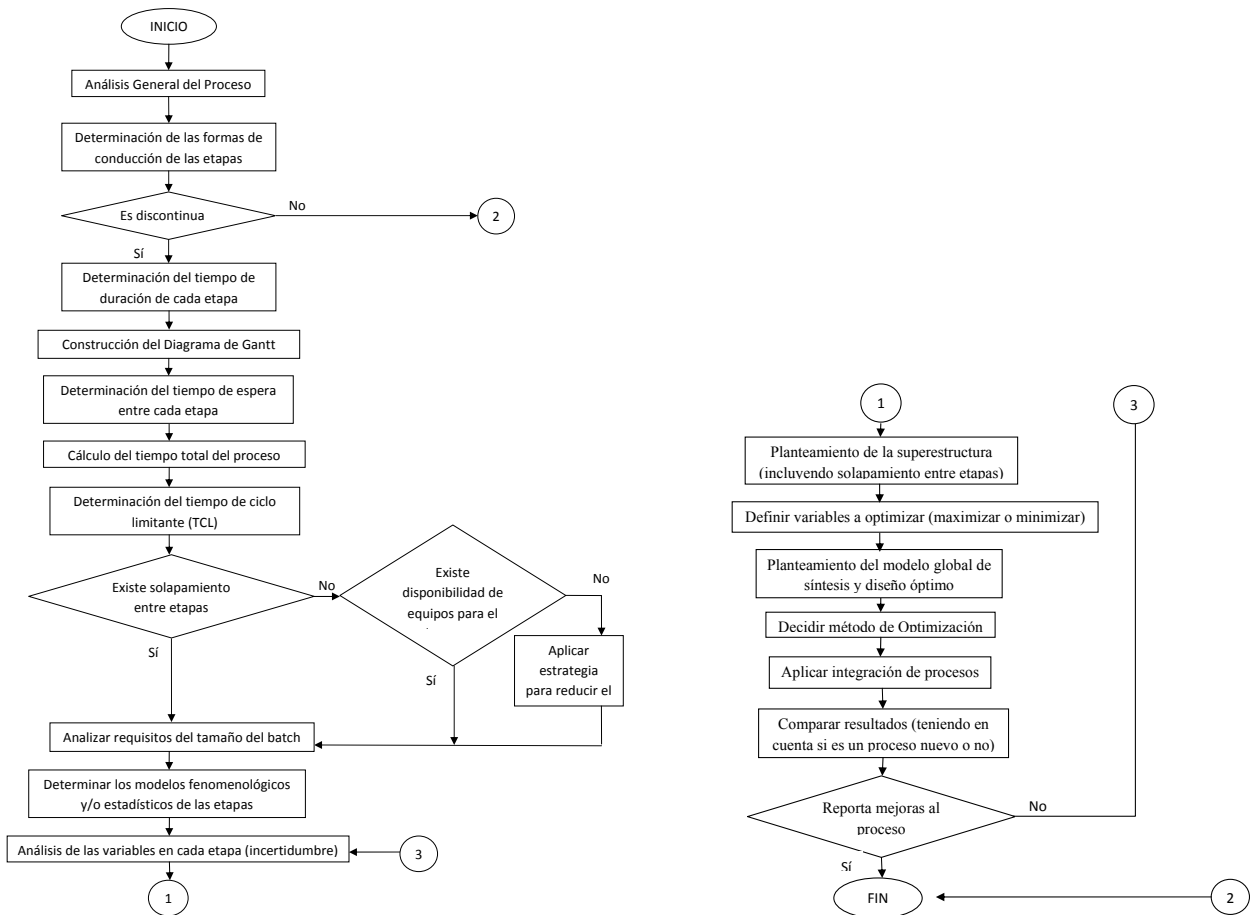 INICIO
Análisis General del Proceso
Determinación de las formas de
conducción de las etapas
Es discontinua
No
2
Sí
Determinación del tiempo de
duración de cada etapa
Construcción del Diagrama de Gantt
Determinación del tiempo de espera
entre cada etapa
Cálculo del tiempo total del proceso
Determinación del tiempo de ciclo
limitante (TCL)
Existe solapamiento
entre etapas
No
Existe
disponibilidad de
equipos para el
No
Aplicar
estrategia
para reducir el
Sí
Sí
Analizar requisitos del tamaño del batch
Determinar los modelos fenomenológicos
y/o estadísticos de las etapas
Análisis de las variables en cada etapa (incertidumbre)
3
1
1
3
Planteamiento de la superestructura
(incluyendo solapamiento entre etapas)
Definir variables a optimizar (maximizar o minimizar)
Planteamiento del modelo global de
síntesis y diseño óptimo
Decidir método de Optimización
Aplicar integración de procesos
Comparar resultados (teniendo en
cuenta si es un proceso nuevo o no)
Reporta mejoras al
proceso
No
Sí
FIN
2